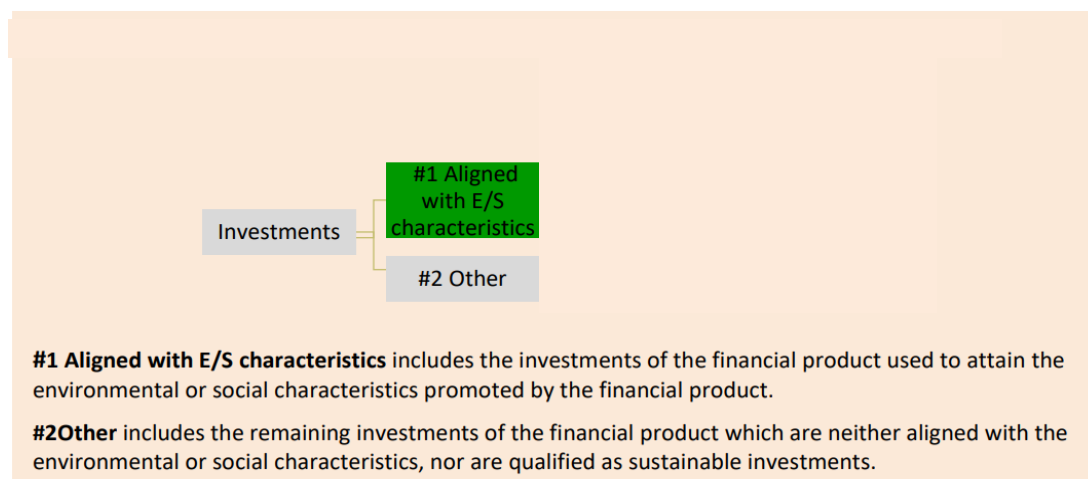 #1 Aligned
with E/S
characteristics
Investments
#2 Other
#1 Aligned with E/S characteristics includes the investments of the financial product used to attain the
environmental or social characteristics promoted by the financial product.
#2Other includes the remaining investments of the financial product which are neither aligned with the
environmental or social characteristics, nor are qualified as sustainable investments.